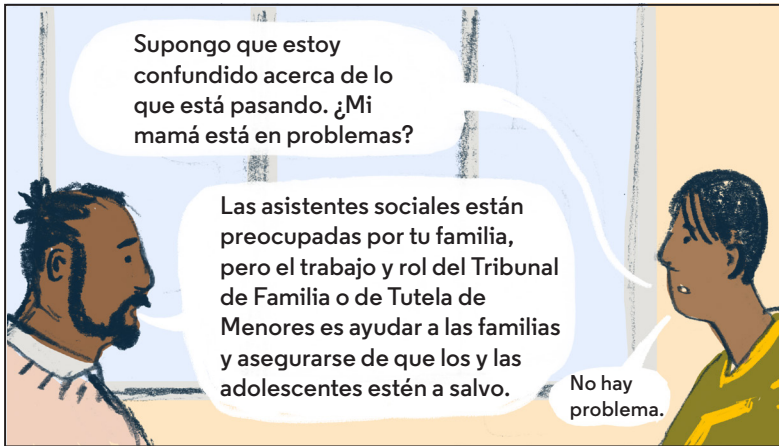 Supongo que estoy
confundido acerca de lo
que está pasando. ¿Mi
mamá está en problemas?
Las asistentes sociales están
preocupadas por tu familia,
pero el trabajo y rol del Tribunal
de Familia o de Tutela de
Menores es ayudar a las familias
y asegurarse de que los y las
adolescentes estén a salvo.
No hay
problema.